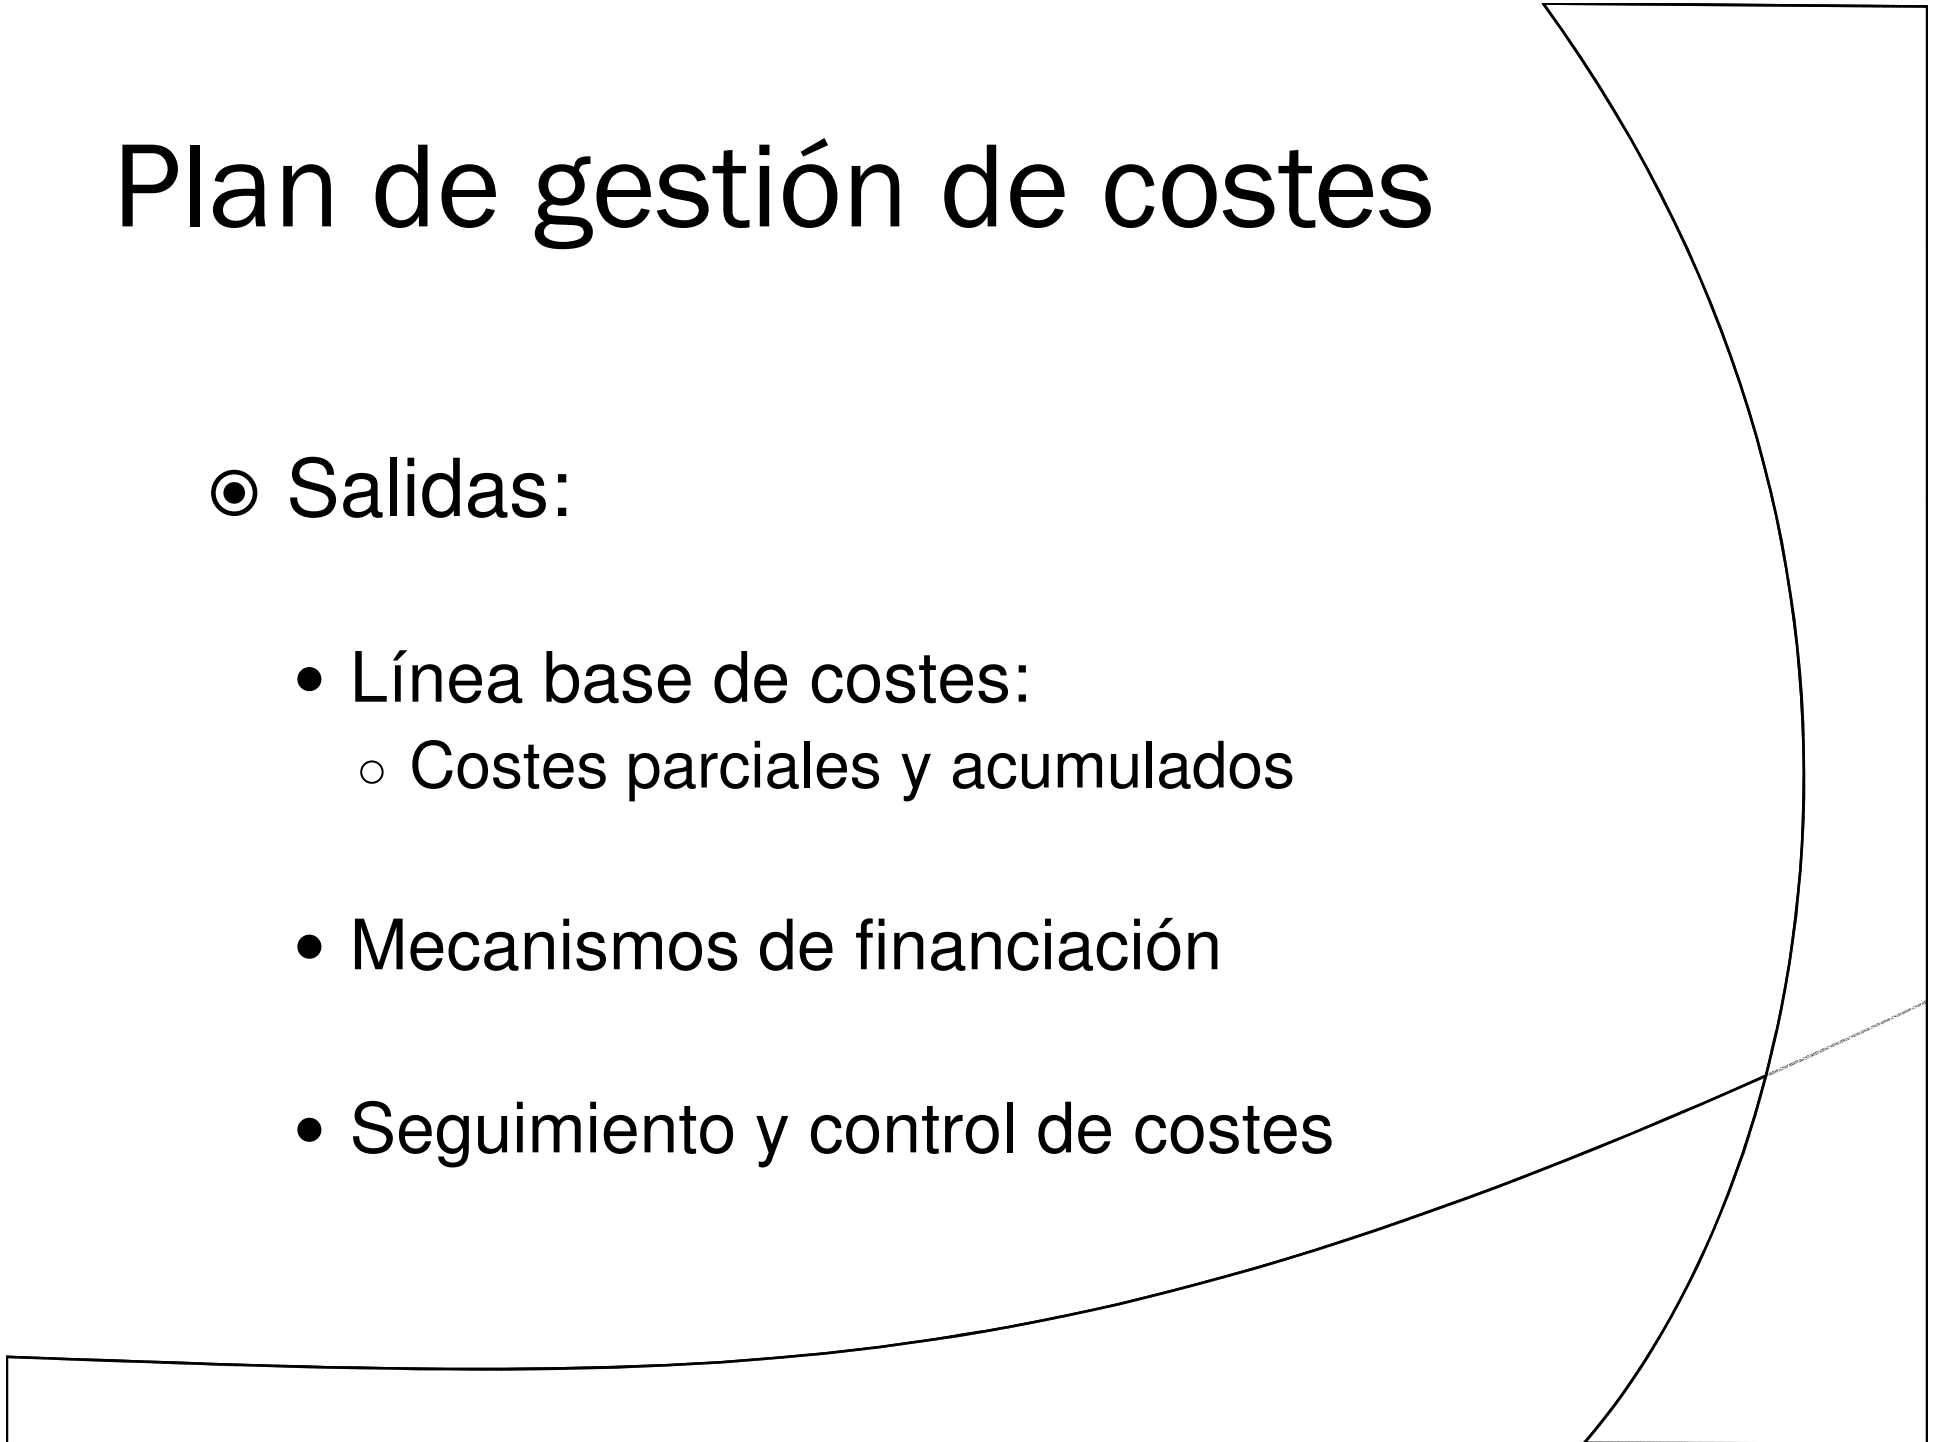 Plan de gestión de costes
Salidas:
Línea base de costes:
Costes parciales y acumulados
Mecanismos de financiación
Seguimiento y control de costes